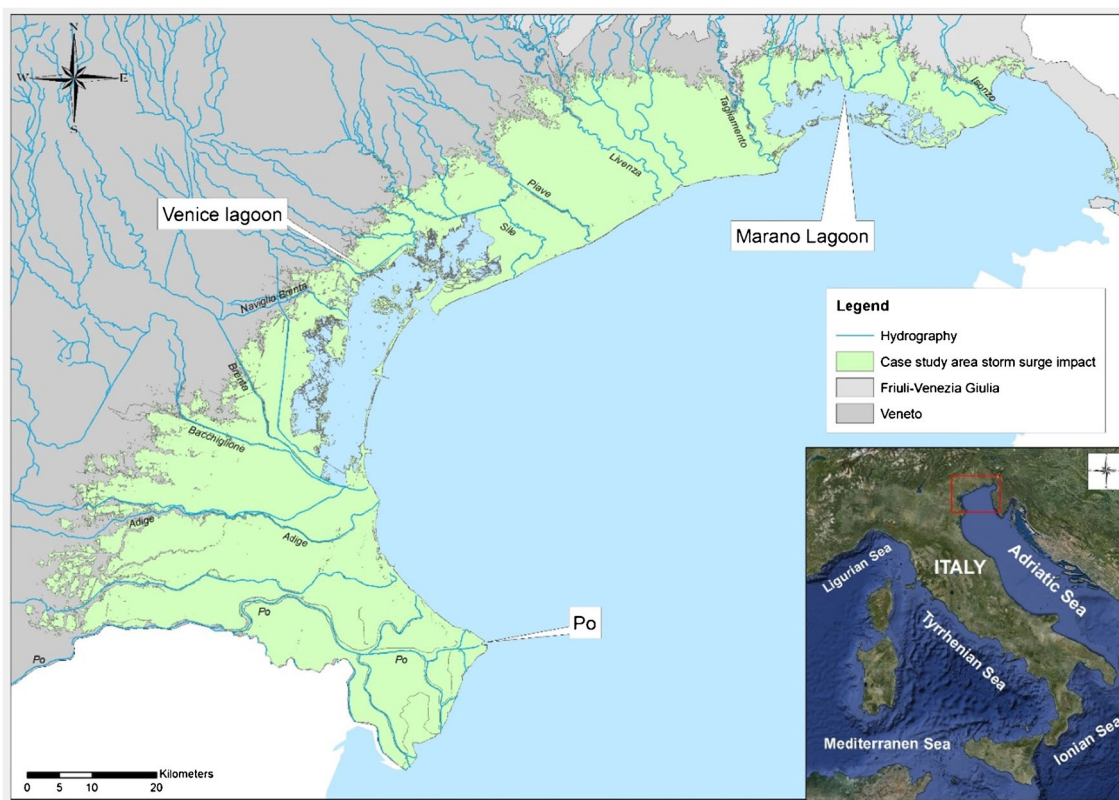 N
W E
S
Isonzo
Tagliamento
Livenza
Piave
Venice lagoon
Sile
Marano Lagoon
Naviglio Brenta
Legend
Hydrography
Case study area storm surge impact
Friuli-Venezia Giulia
Veneto
Brenta
Bacchiglione
Adige
Adige
ITALY
Ligurian Sea
Adriatic Sea
Po
Po
Po
Po
Tyrrhenian Sea
Mediterranen Sea
Ionian Sea
Kilometers
0 5 10 20